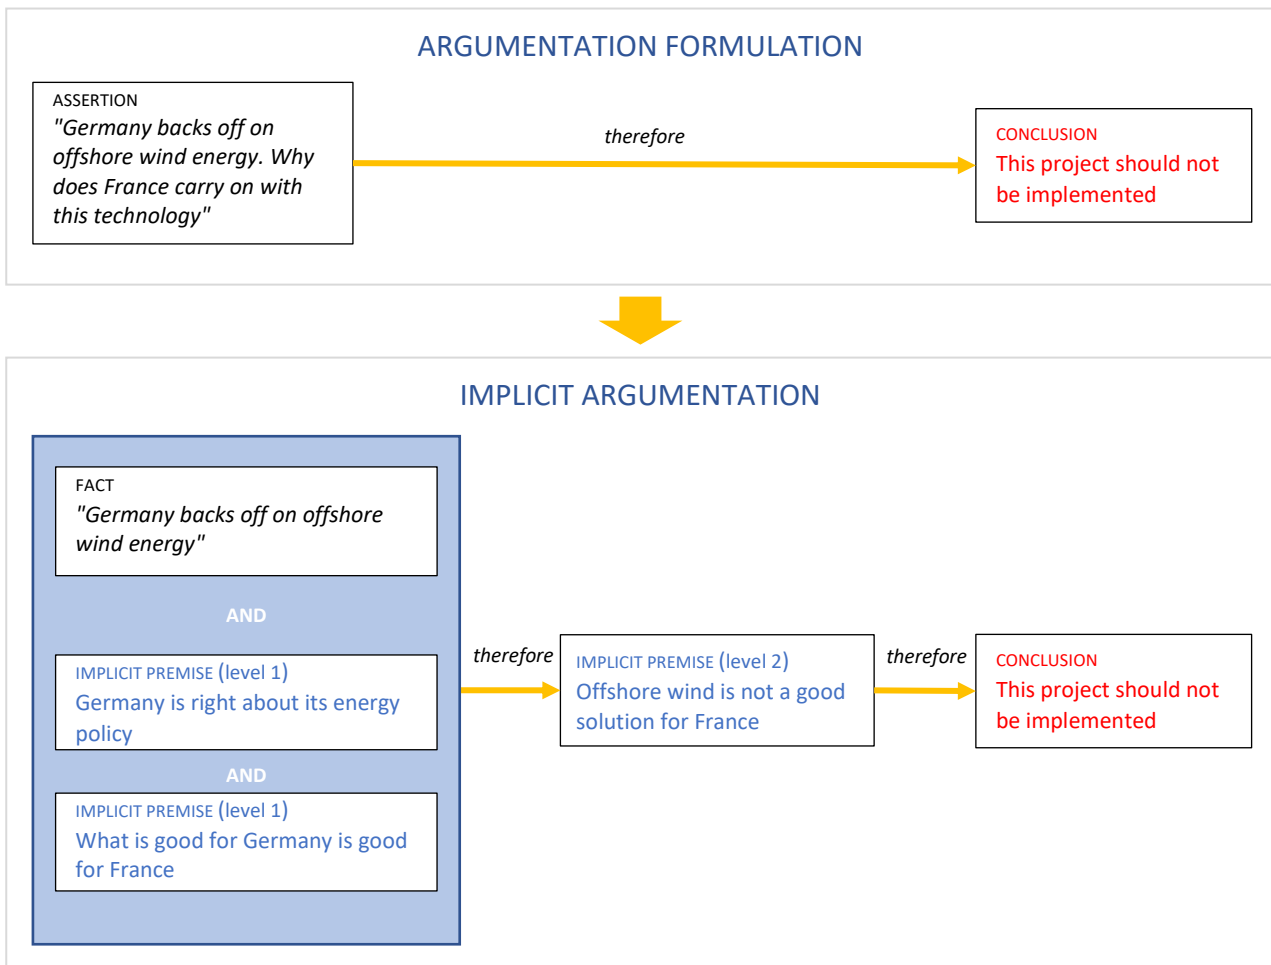 ARGUMENTATION FORMULATION
ASSERTION
"Germany backs off on
offshore wind energy. Why
does France carry on with
this technology"
therefore
CONCLUSION
This project should not
be implemented
IMPLICIT ARGUMENTATION
FACT
"Germany backs off on offshore
wind energy"
AND
IMPLICIT PREMISE (level 1)
Germany is right about its energy
policy
AND
IMPLICIT PREMISE (level 1)
What is good for Germany is good
for France
therefore
IMPLICIT PREMISE (level 2)
Offshore wind is not a good
solution for France
therefore
CONCLUSION
This project should not
be implemented